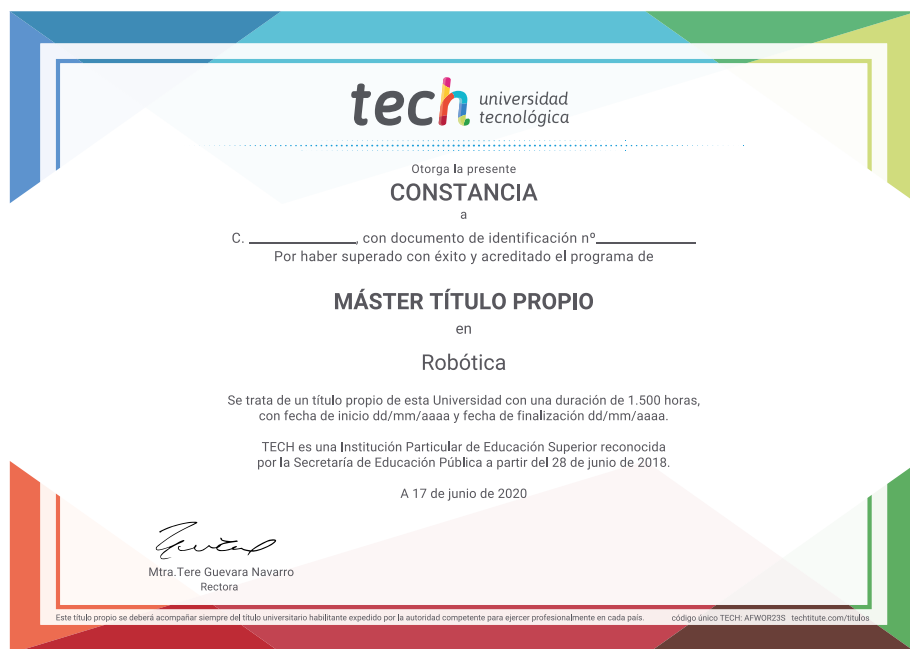 tech universidad
tecnológica
Otorga la presente
CONSTANCIA
a
C. ____________, con documento de identificación nº____________
Por haber superado con éxito y acreditado el programa de
MÁSTER TÍTULO PROPIO
en
Robótica
Se trata de un título propio de esta Universidad con una duración de 1.500 horas,
con fecha de inicio dd/mm/aaaa y fecha de finalización dd/mm/aaaa.
TECH es una Institución Particular de Educación Superior reconocida
por la Secretaría de Educación Pública a partir del 28 de junio de 2018.
A 17 de junio de 2020
Mtra.Tere Guevara Navarro
Rectora
Este título propio se deberá acompañar siempre del título universitario habilitante expedido por la autoridad competente para ejercer profesionalmente en cada país. código único TECH: AFWOR23S techtitute.com/titulos